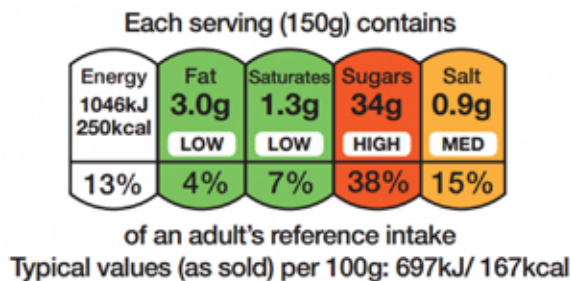 Each serving (150g) contains
Energy Fat Saturates Sugars Salt
1046kJ 3.0g 1.3g 34g 0.9g
250kcal LOW LOW HIGH MED
13% 4% 7% 38% 15%
of an adult's reference intake
Typical values (as sold) per 100g: 697kJ/ 167kcal